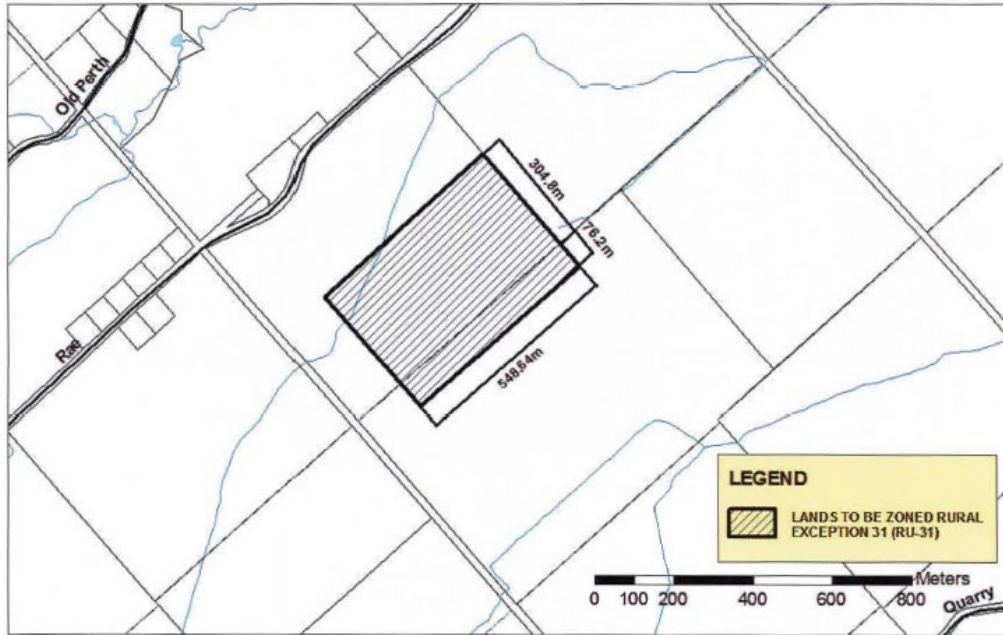 Old Perth
304.8m
76.2m
Rae
548.64m
LEGEND
LANDS TO BE ZONED RURAL
EXCEPTION 31 (RU-31)
Meters
0 100 200 400 600 800
Quarry